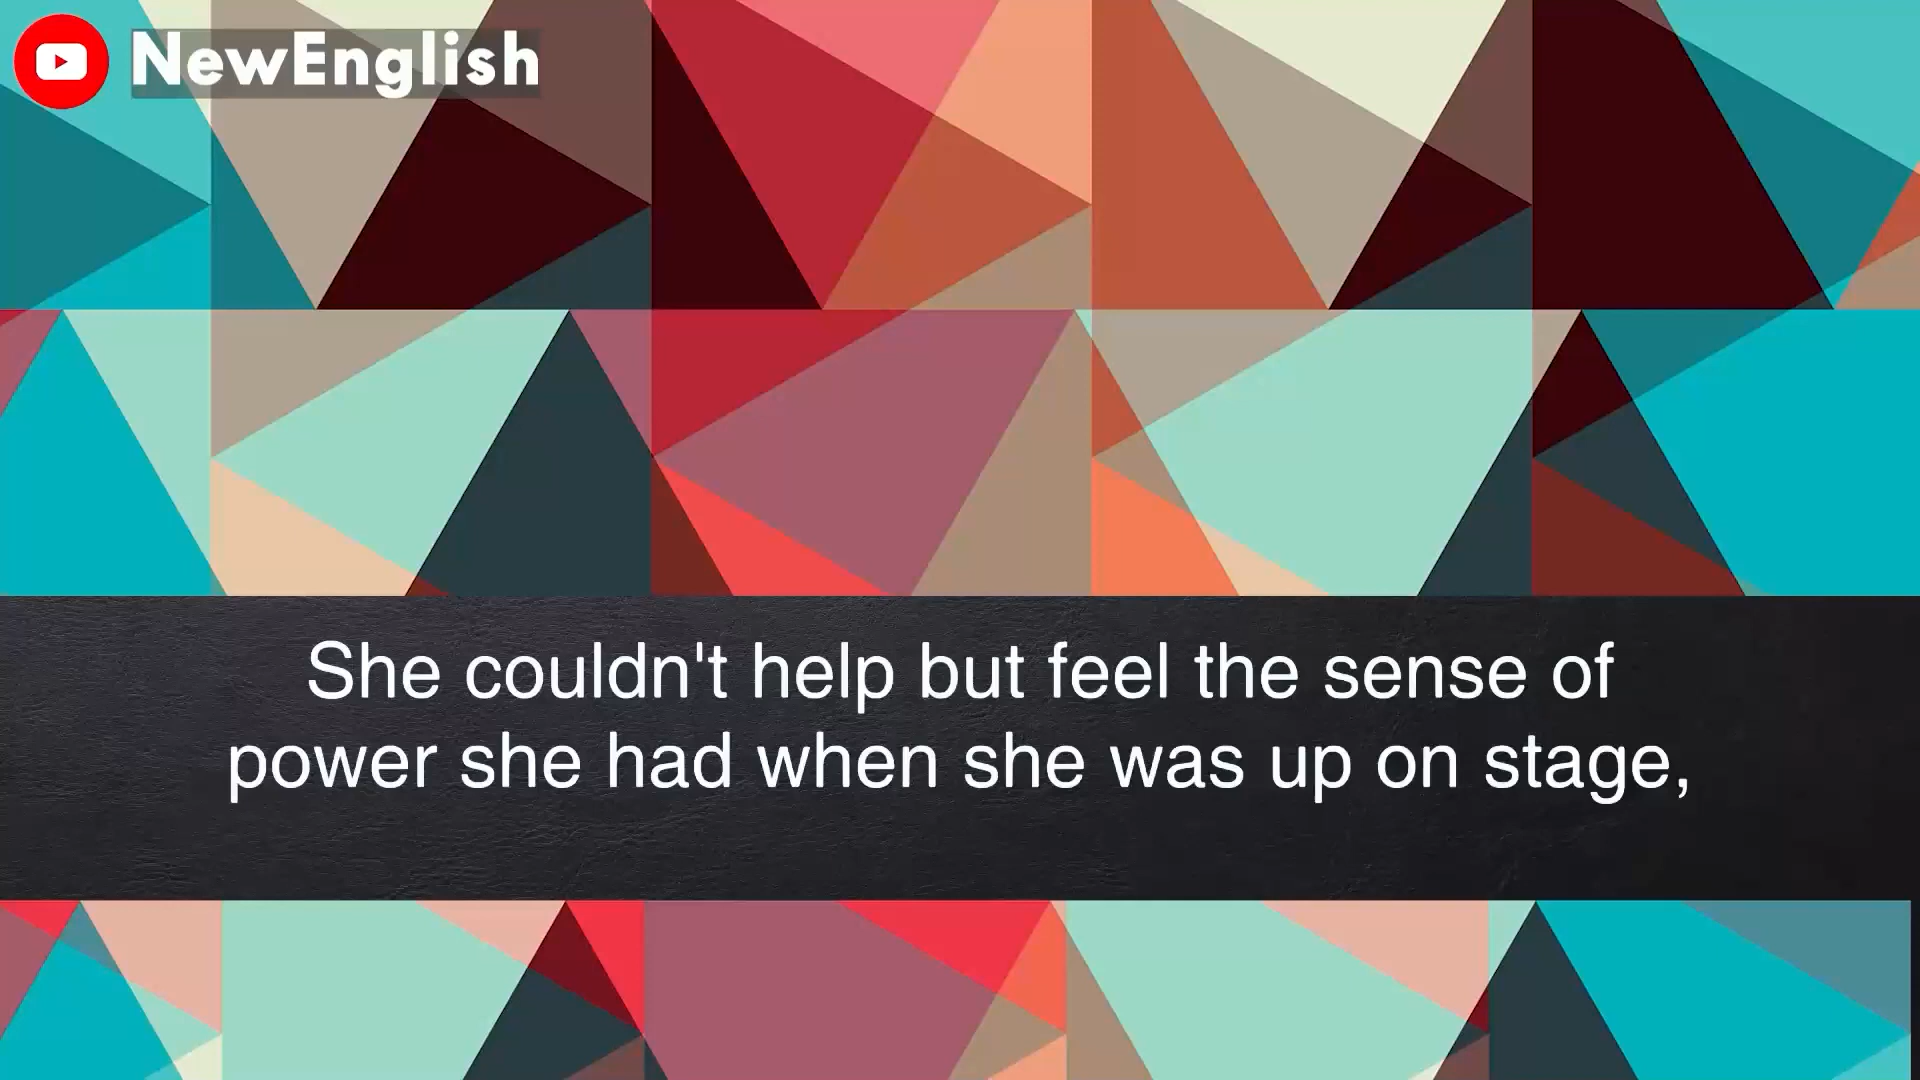 NewEnglish
She couldn't help but feel the sense of
power she had when she was up on stage,